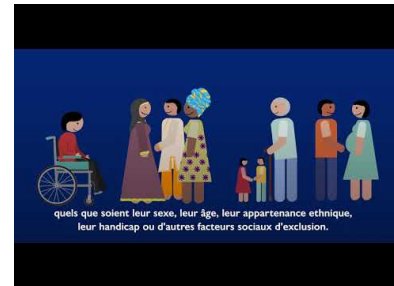 quels que soient leur sexe, leur âge, leur appartenance ethnique,
leur handicap ou d'autres facteurs sociaux d'exclusion.